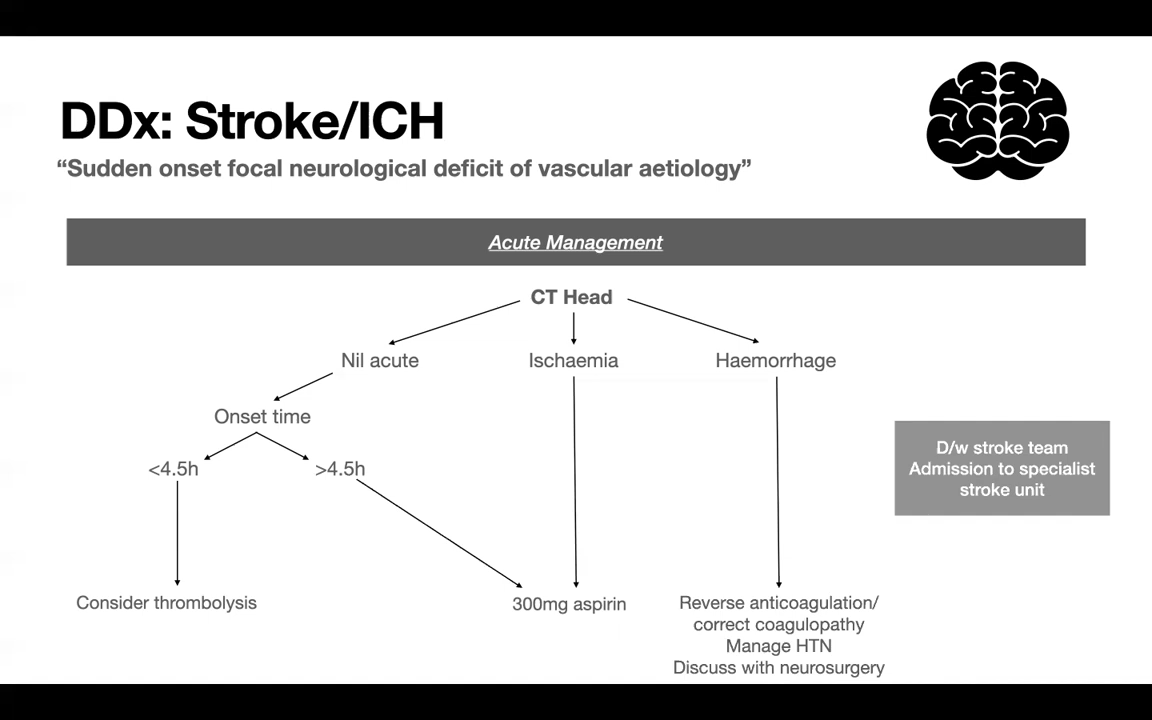 DDx: Stroke/ICH
“Sudden onset focal neurological deficit of vascular aetiology”
Acute Management
CT Head
Nil acute
Ischaemia
Haemorrhage
Onset time
<4.5h
>4.5h
D/w stroke team
Admission to specialist
stroke unit
Consider thrombolysis
300mg aspirin
Reverse anticoagulation/
correct coagulopathy
Manage HTN
Discuss with neurosurgery